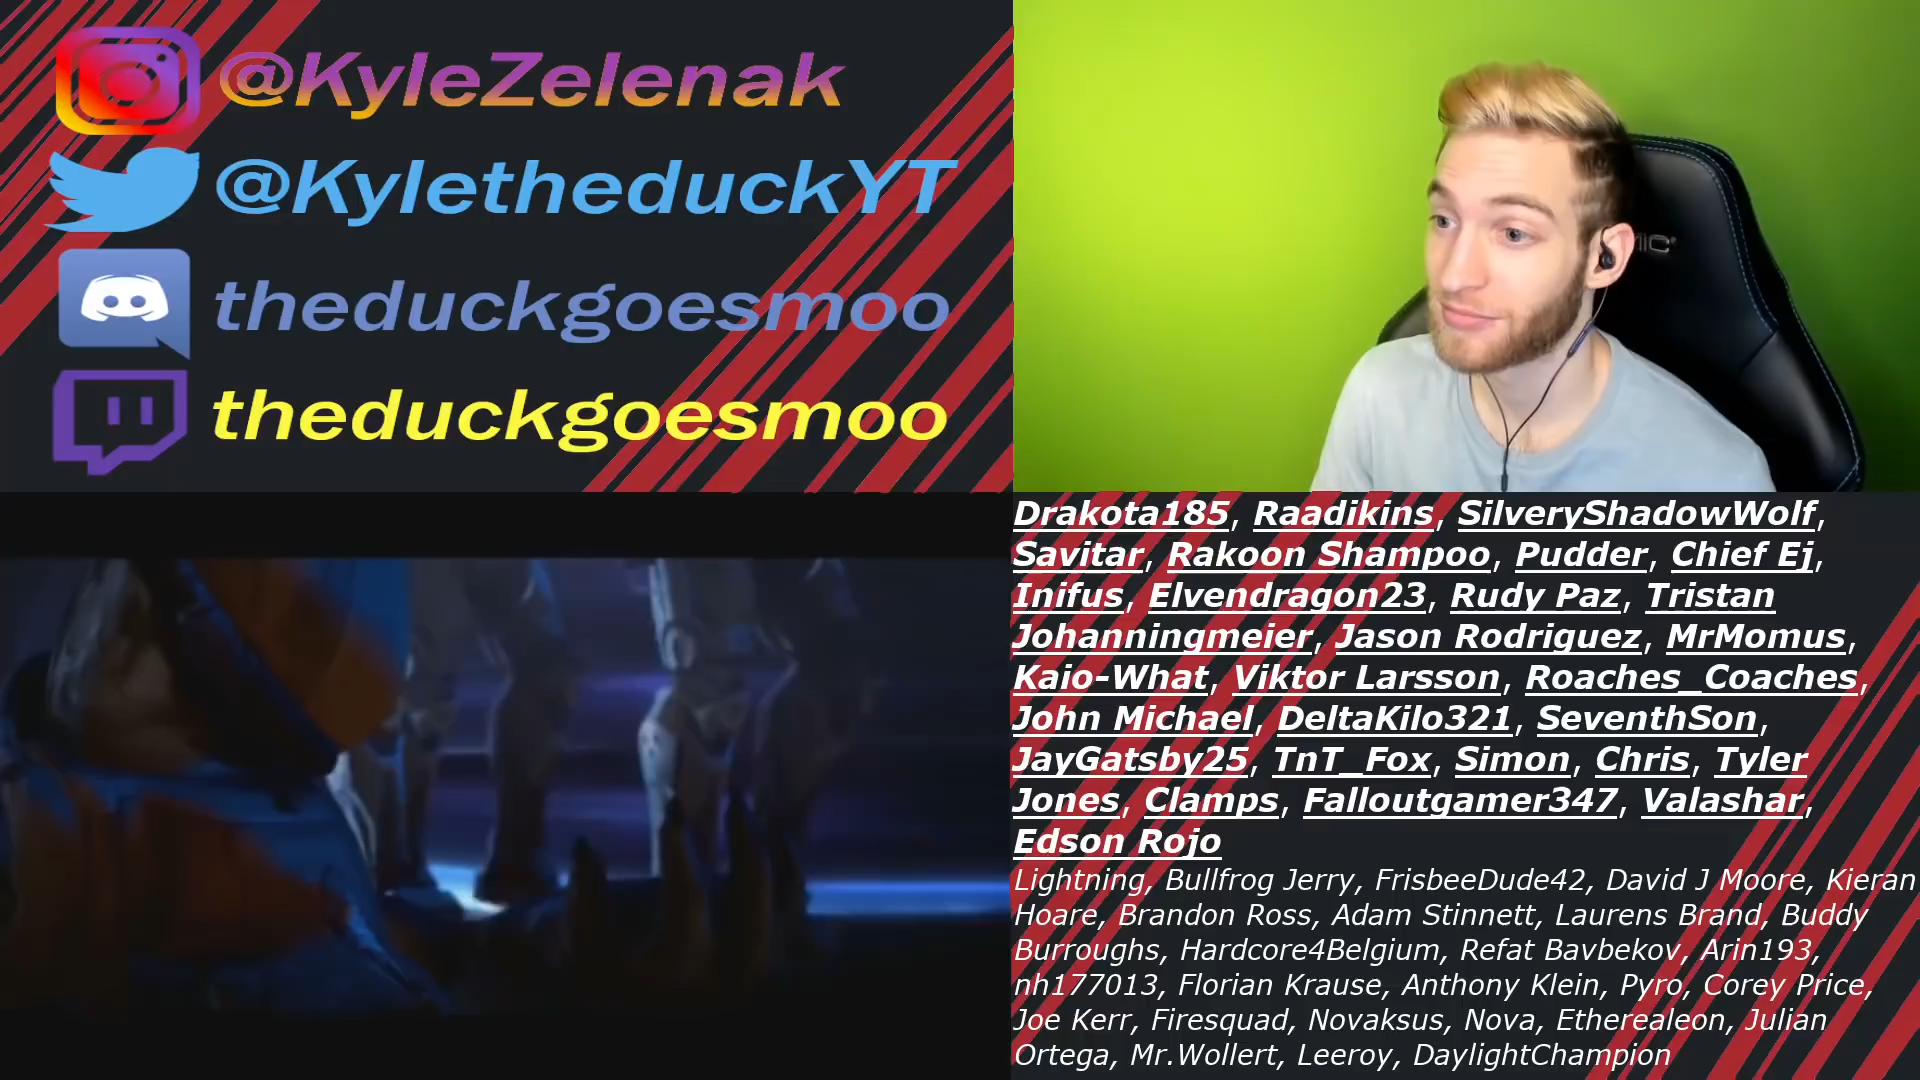 @KyleZelenak
@KyletheduckYT
theduckgoesmoo
theduckgoesmoo
Drakota185, Raadikins, SilveryShadowWolf,
Savitar, Rakoon Shampoo, Pudder, Chief Ej,
Inifus, Elvendragon23, Rudy Paz, Tristan
Johanningmeier, Jason Rodriguez, MrMomus,
Kaio-What, Viktor Larsson, Roaches_Coaches,
John Michael, DeltaKilo321, SeventhSon,
JayGatsby25, TnT_Fox, Simon, Chris, Tyler
Jones, Clamps, Falloutgamer347, Valashar,
Edson Rojo
Lightning, Bullfrog Jerry, FrisbeeDude42, David J Moore, Kieran
Hoare, Brandon Ross, Adam Stinnett, Laurens Brand, Buddy
Burroughs, Hardcore4Belgium, Refat Bavbekov, Arin193,
nh177013, Florian Krause, Anthony Klein, Pyro, Corey Price,
Joe Kerr, Firesquad, Novaksus, Nova, Etherealeon, Julian
Ortega, Mr.Wollert, Leeroy, DaylightChampion